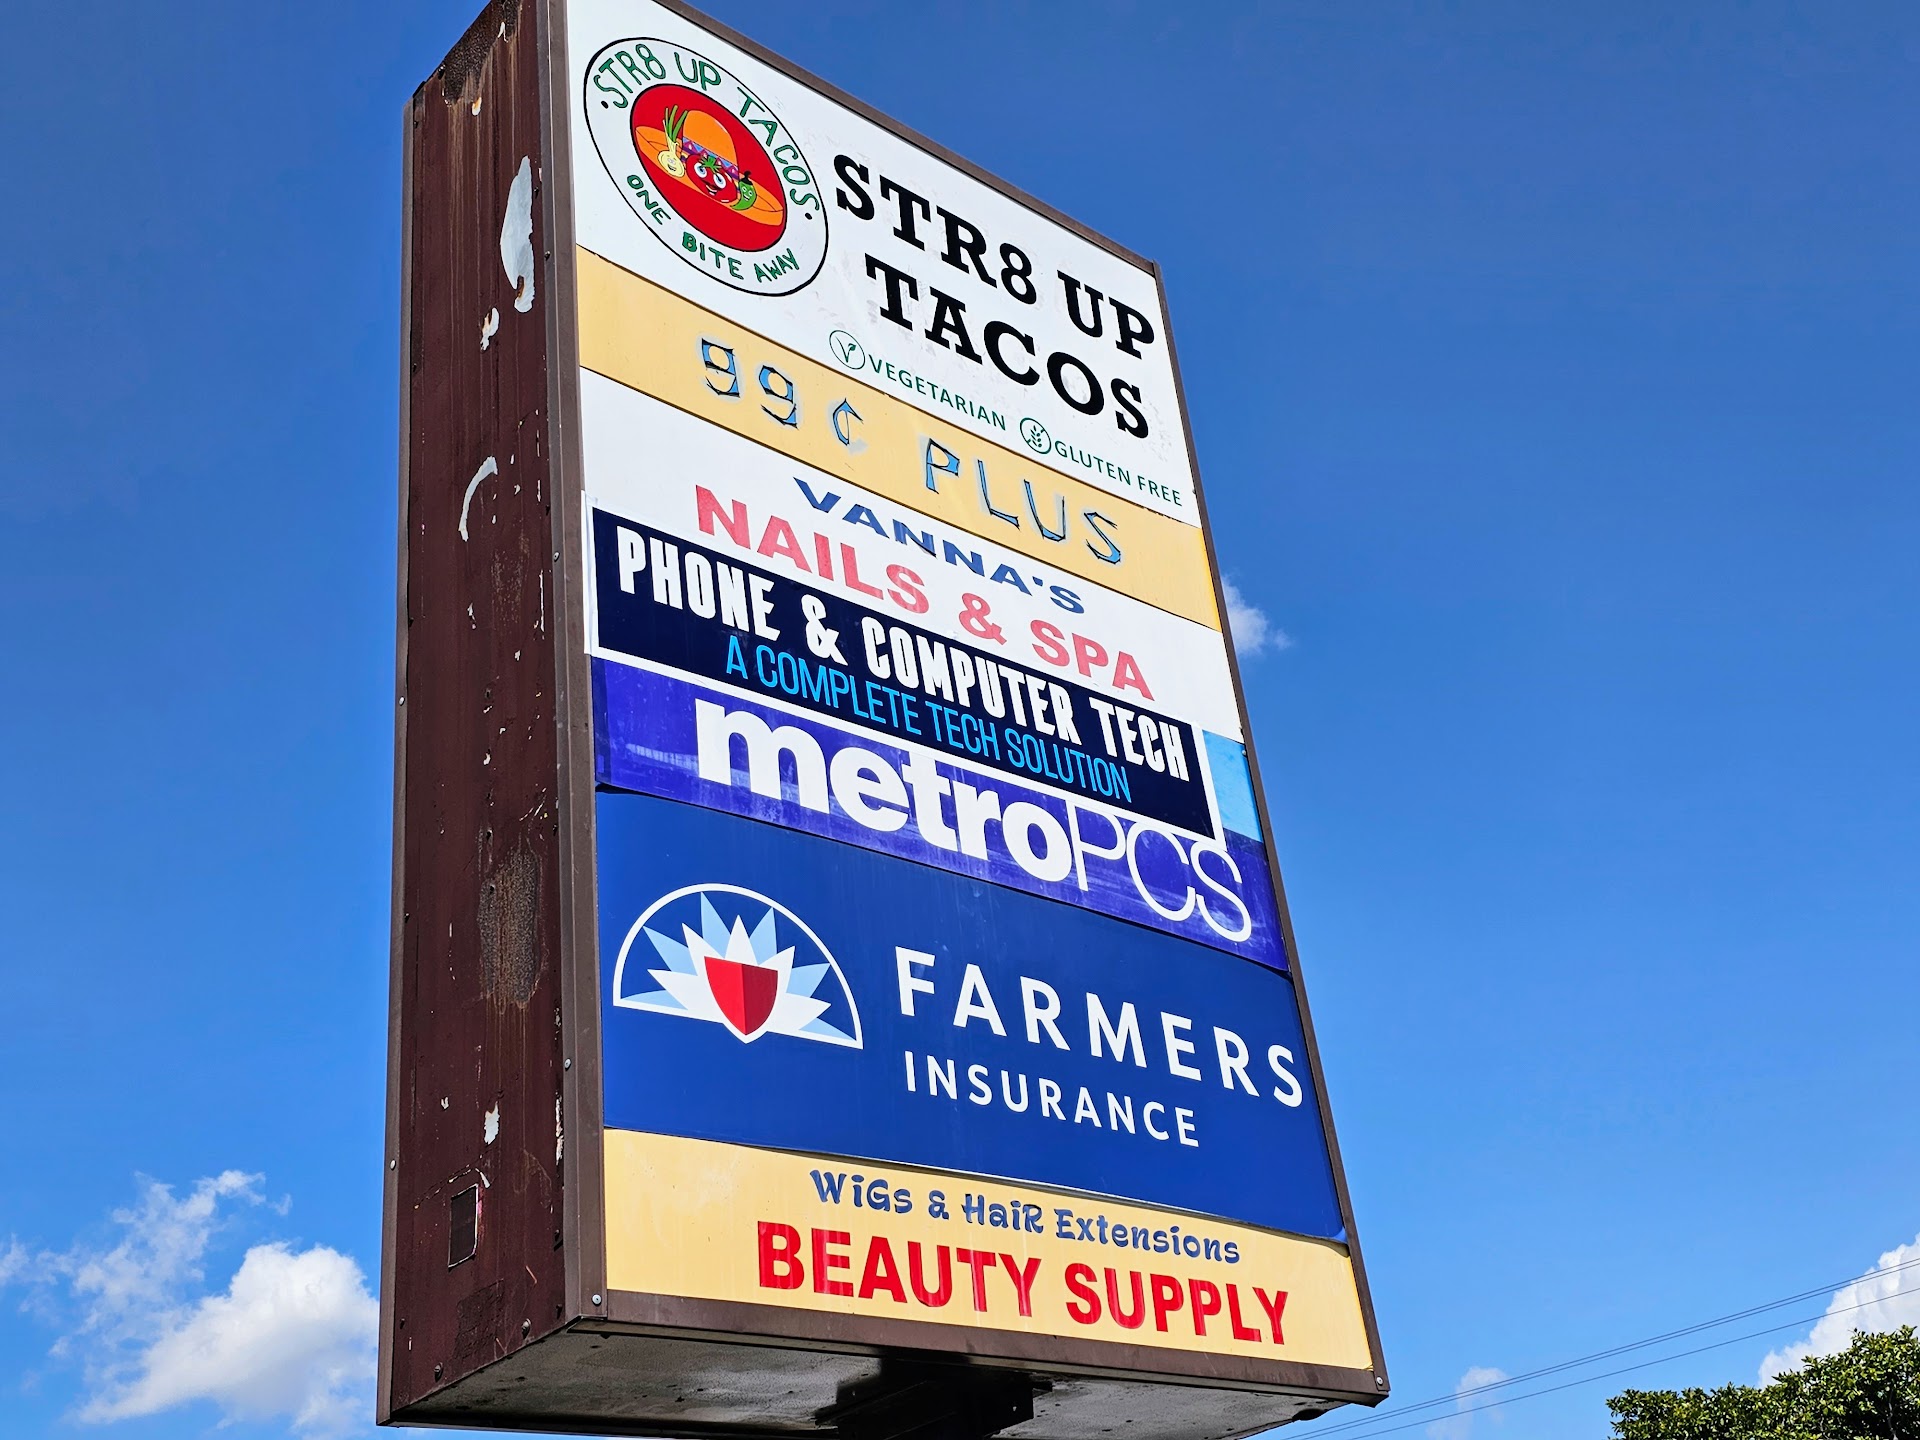 STR8 UP TACOS
ONE BITE AWAY
STR8 UP
TACOS
VEGETARIAN GLUTEN FREE
99¢ PLUS
VANNA'S
NAILS & SPA
PHONE & COMPUTER TECH
A COMPLETE TECH SOLUTION
metroPCS
FARMERS
INSURANCE
WiGs & HaiR Extensions
BEAUTY SUPPLY